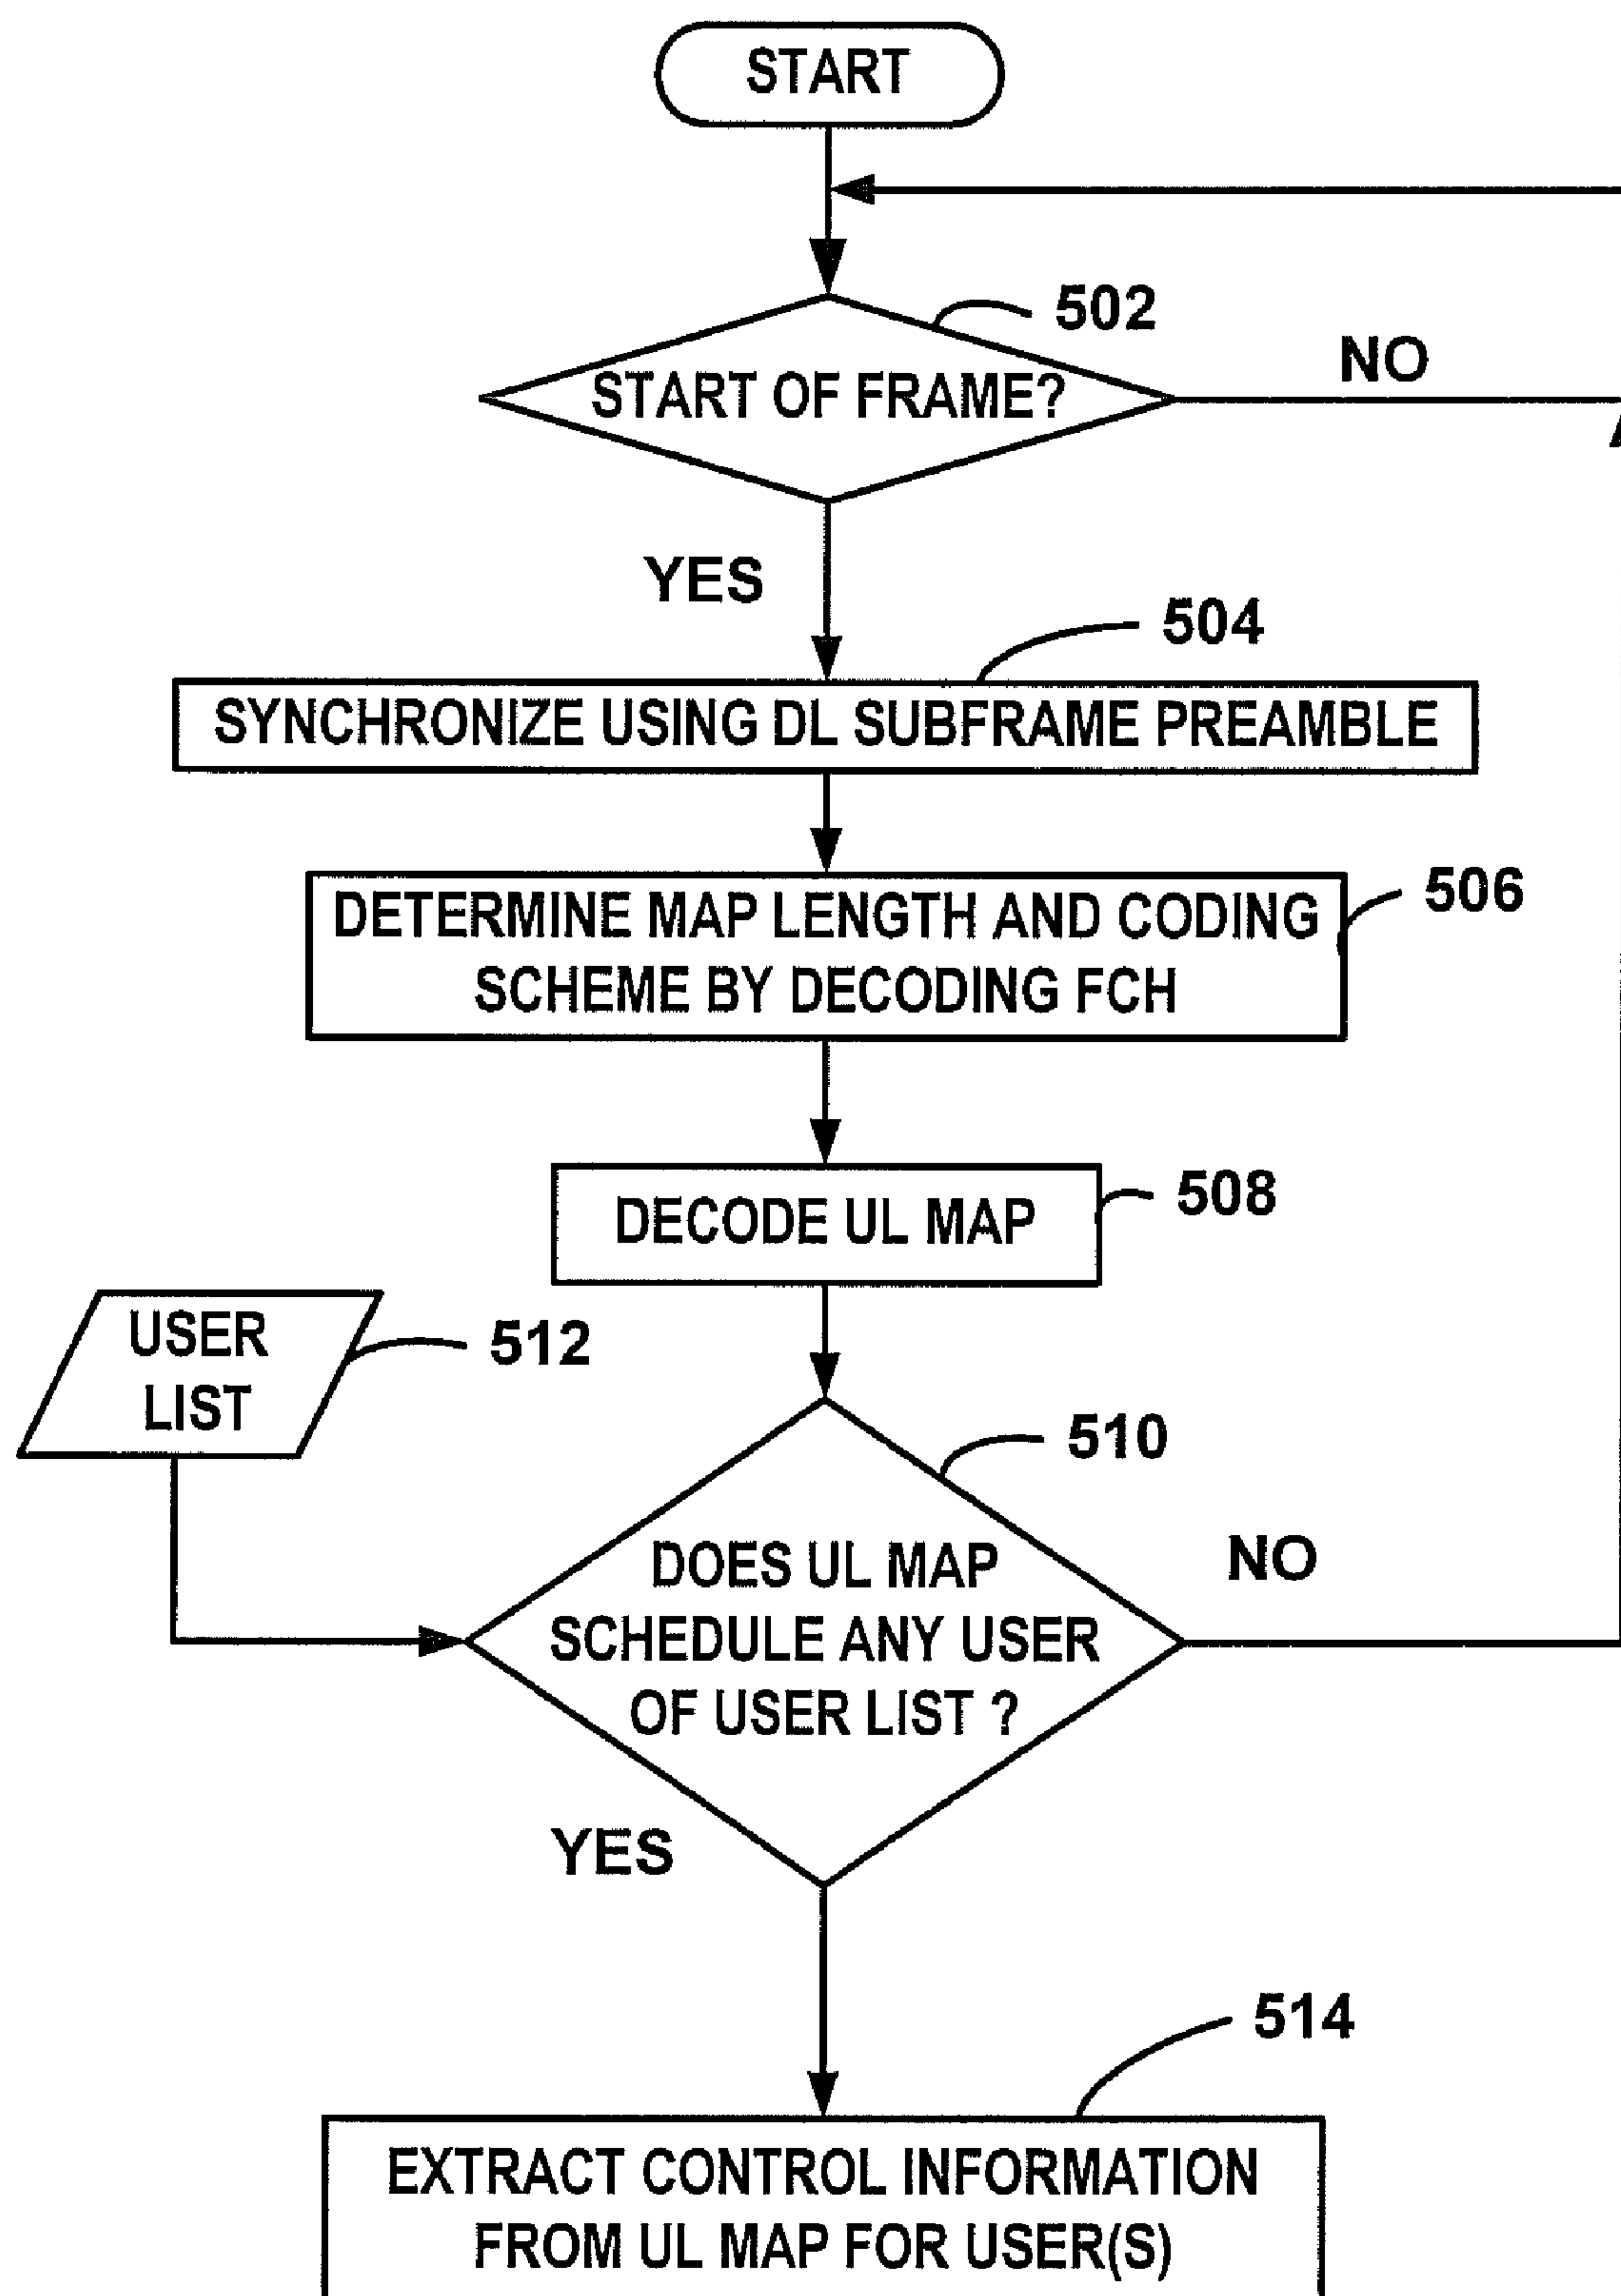 START
502
START OF FRAME?
NO
YES
504
SYNCHRONIZE USING DL SUBFRAME PREAMBLE
506
DETERMINE MAP LENGTH AND CODING
SCHEME BY DECODING FCH
508
DECODE UL MAP
USER
LIST
512
510
DOES UL MAP
SCHEDULE ANY USER
OF USER LIST ?
NO
YES
514
EXTRACT CONTROL INFORMATION
FROM UL MAP FOR USER(S)